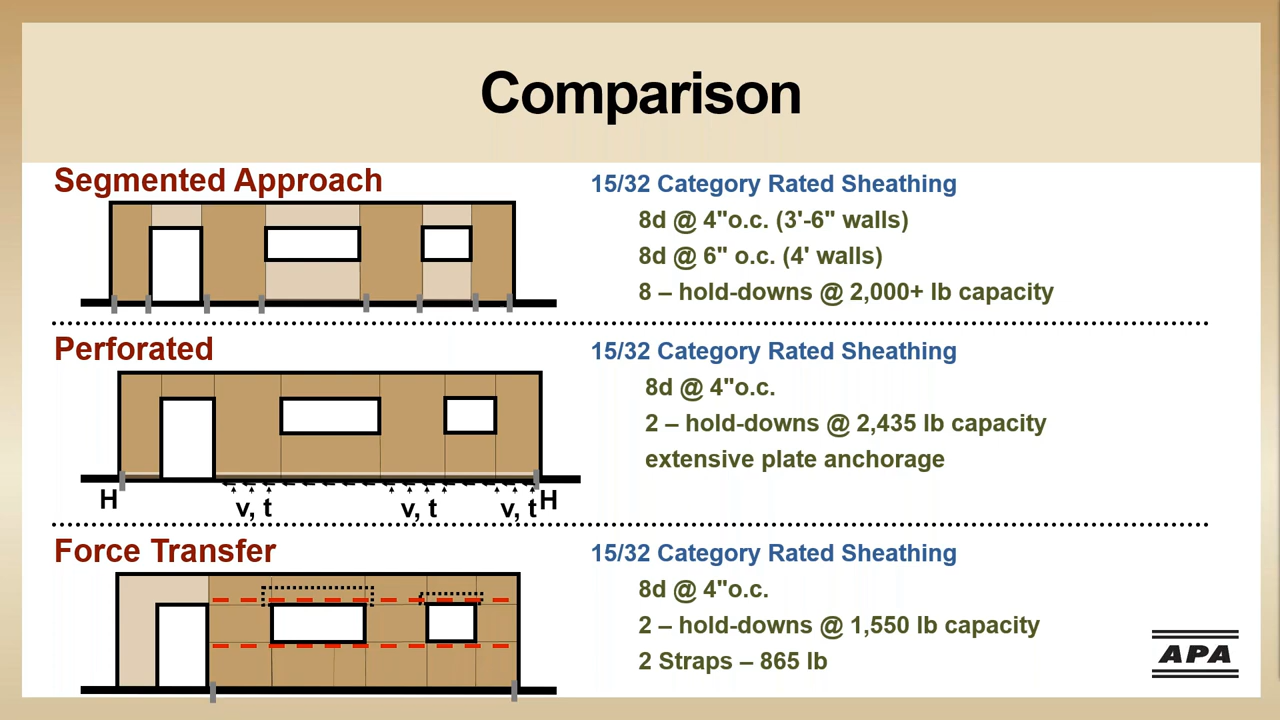 Comparison
Segmented Approach
15/32 Category Rated Sheathing
8d @ 4"o.c. (3'-6" walls)
8d @ 6" o.c. (4' walls)
8 – hold-downs @ 2,000+ lb capacity
Perforated
15/32 Category Rated Sheathing
8d @ 4"o.c.
2 – hold-downs @ 2,435 lb capacity
extensive plate anchorage
H v, t v, t v, t H
Force Transfer
15/32 Category Rated Sheathing
8d @ 4"o.c.
2 – hold-downs @ 1,550 lb capacity
2 Straps – 865 lb
APA